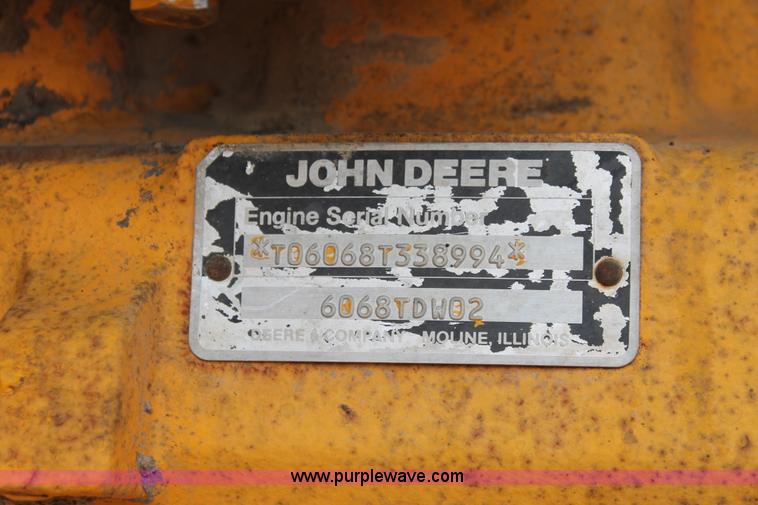 JOHN DEERE
Engine Serial Number
*T06068T338994*
6068TDW02
DEERE & COMPANY MOLINE, ILLINOIS
www.purplewave.com